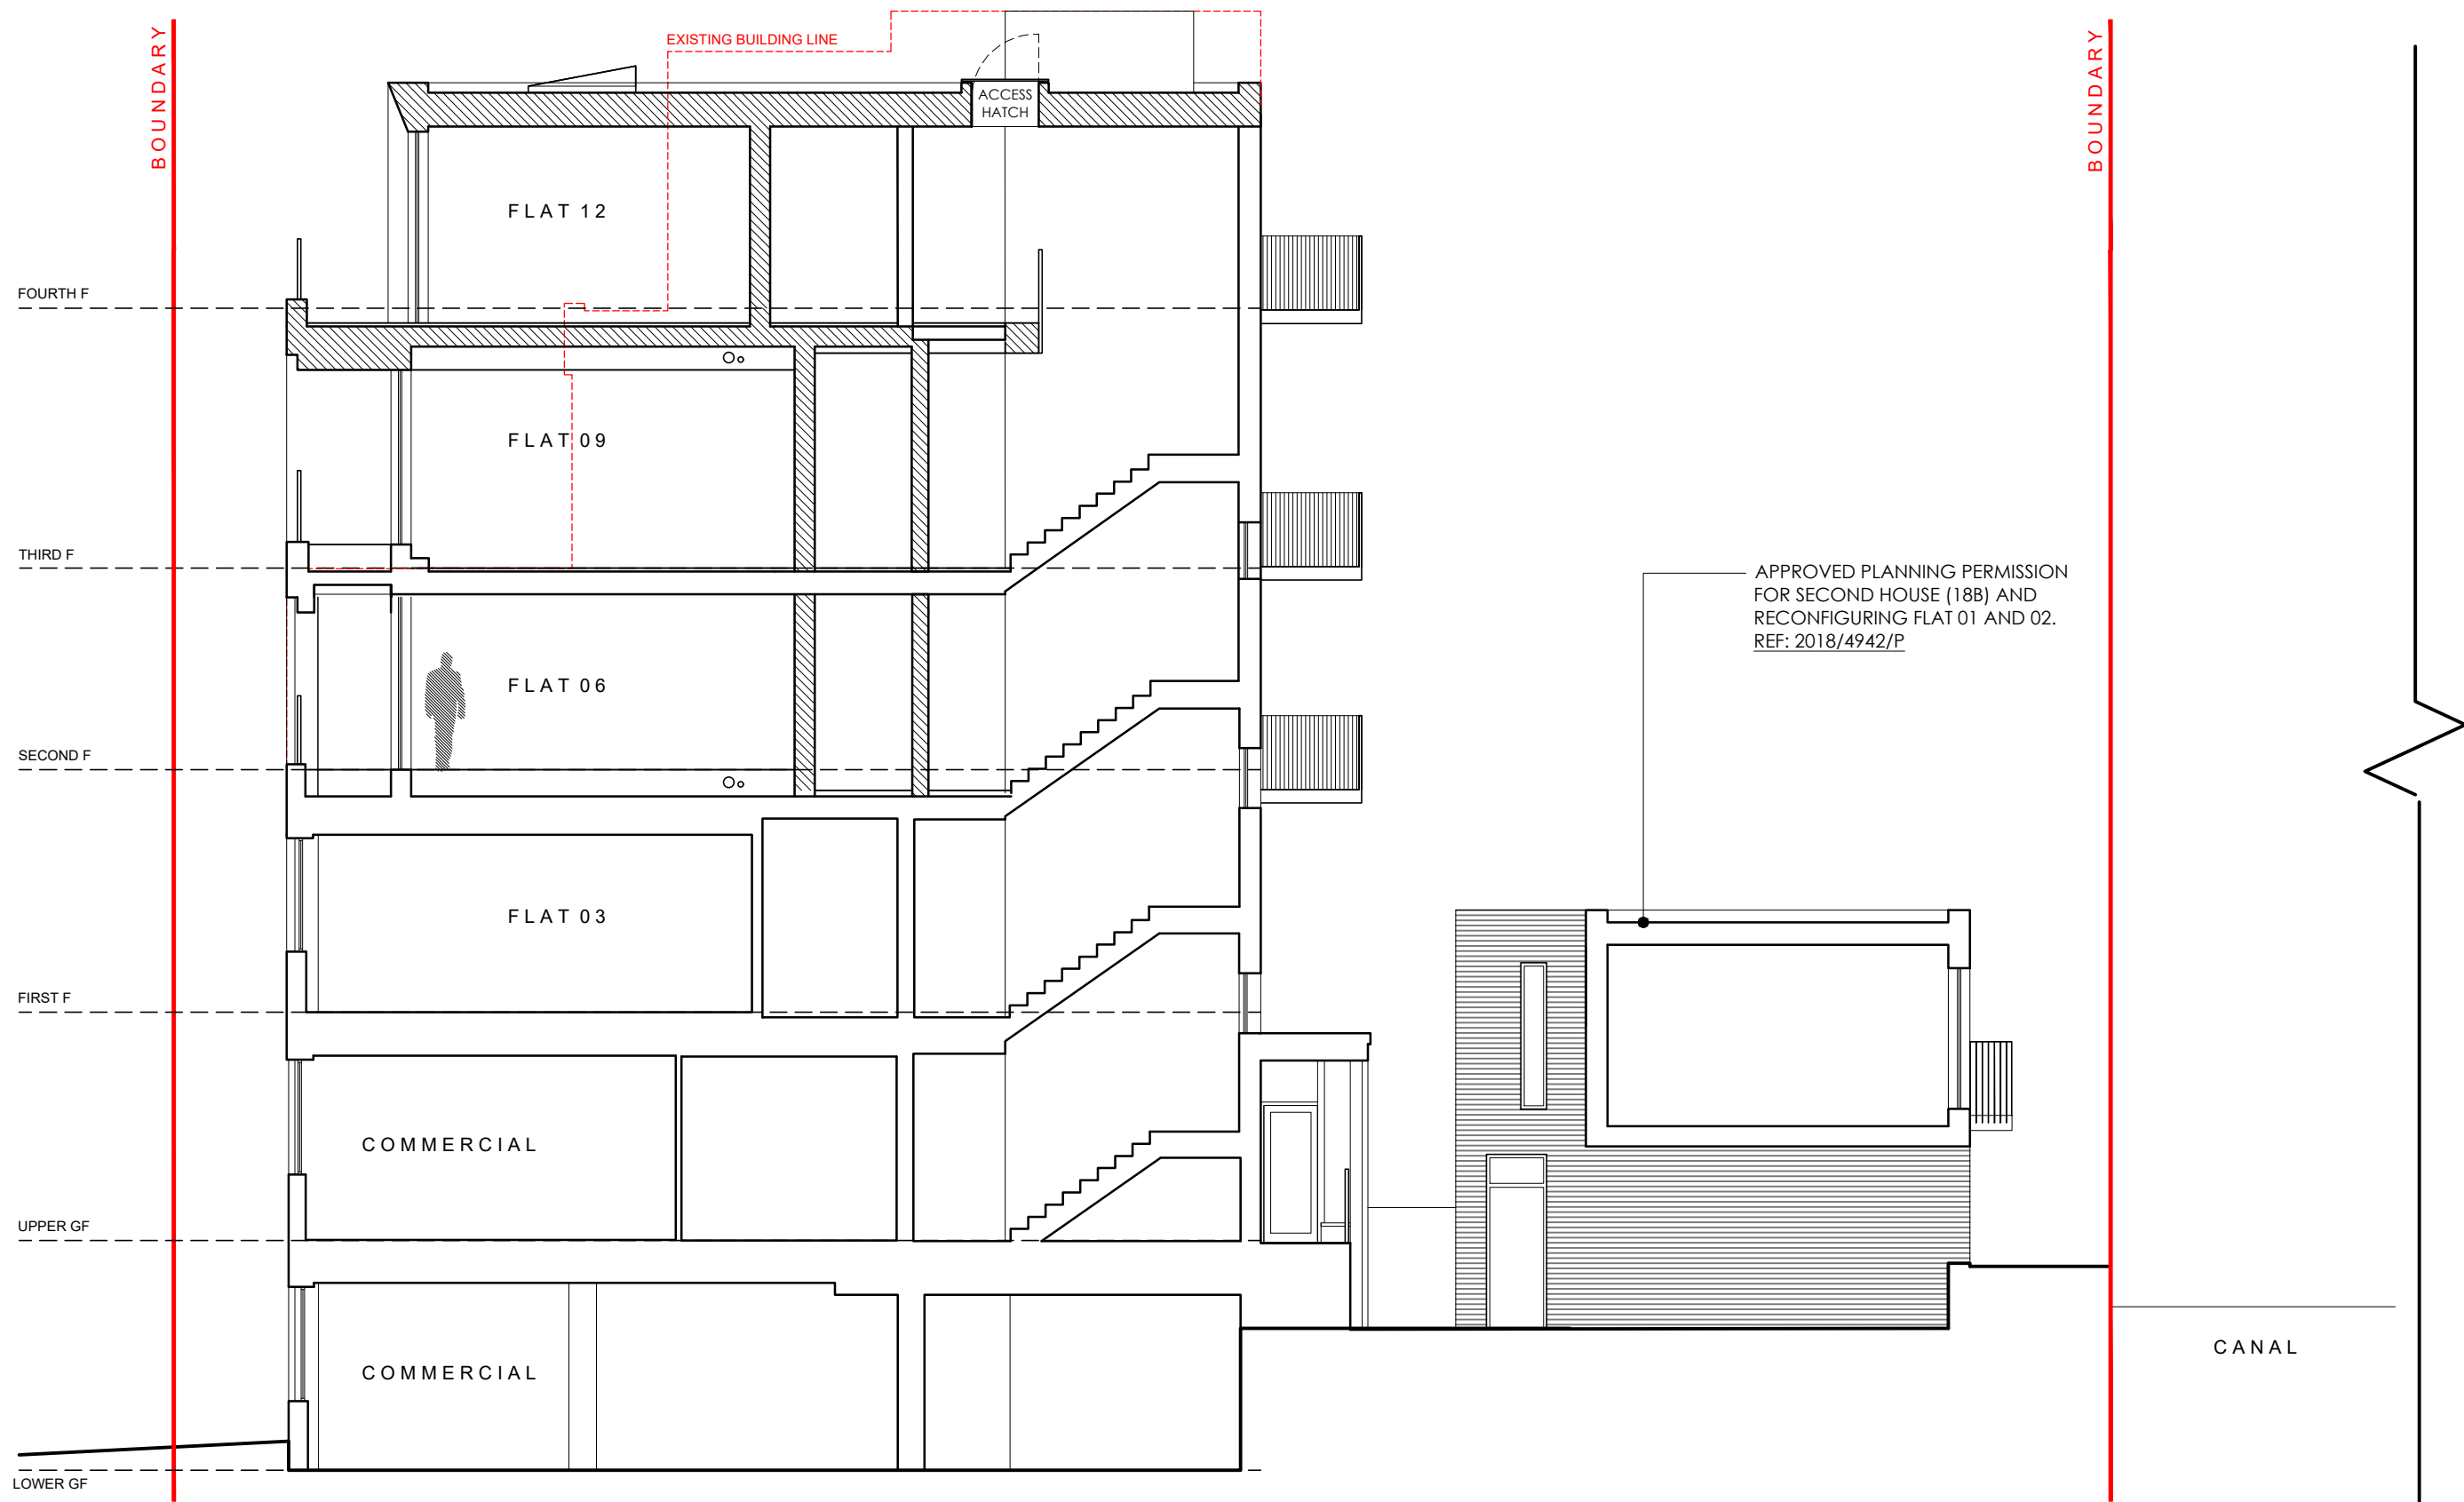 BOUNDARY
EXISTING BUILDING LINE
BOUNDARY
ACCESS
HATCH
FLAT 12
FOURTH F
FLAT 09
THIRD F
APPROVED PLANNING PERMISSION
FOR SECOND HOUSE (18B) AND
RECONFIGURING FLAT 01 AND 02.
REF: 2018/4942/P
FLAT 06
SECOND F
FLAT 03
FIRST F
COMMERCIAL
UPPER GF
CANAL
COMMERCIAL
LOWER GF